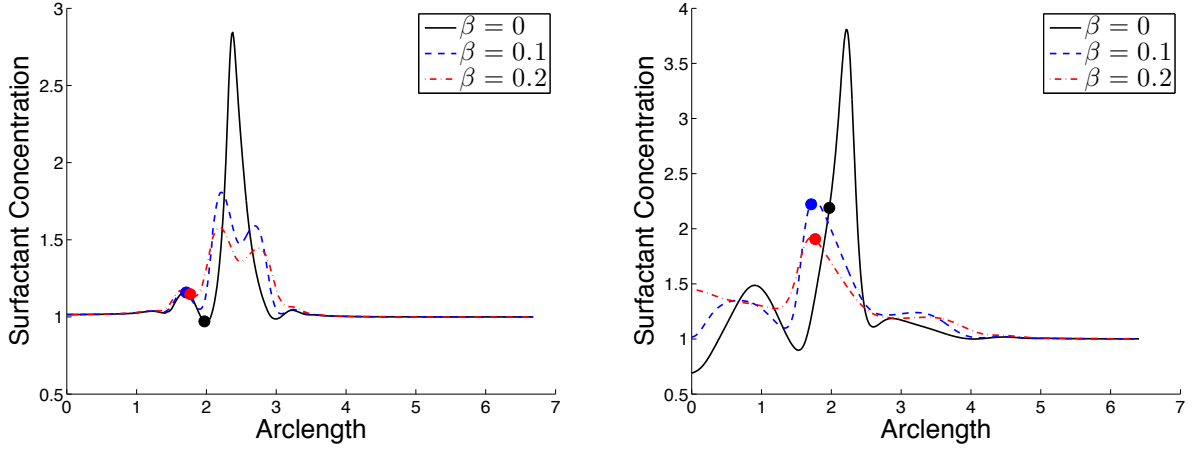 3
2.5
2
1.5
1
0.5
0 1 2 3 4 5 6 7
Surfactant Concentration
Arclength
β = 0
β = 0.1
β = 0.2
4
3.5
3
2.5
2
1.5
1
0.5
0 1 2 3 4 5 6 7
Surfactant Concentration
Arclength
β = 0
β = 0.1
β = 0.2